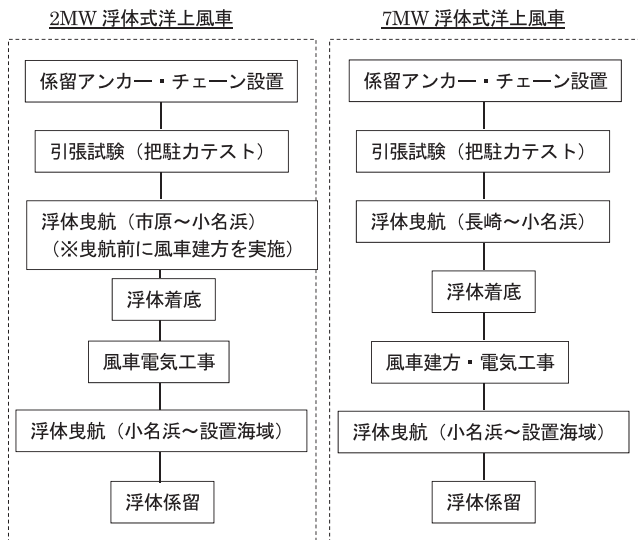 2MW 浮体式洋上風車
係留アンカー・チェーン設置
引張試験（把駐力テスト）
浮体曳航（市原～小名浜）
（※曳航前に風車建方を実施）
浮体着底
風車電気工事
浮体曳航（小名浜～設置海域）
浮体係留
7MW 浮体式洋上風車
係留アンカー・チェーン設置
引張試験（把駐力テスト）
浮体曳航（長崎～小名浜）
浮体着底
風車建方・電気工事
浮体曳航（小名浜～設置海域）
浮体係留